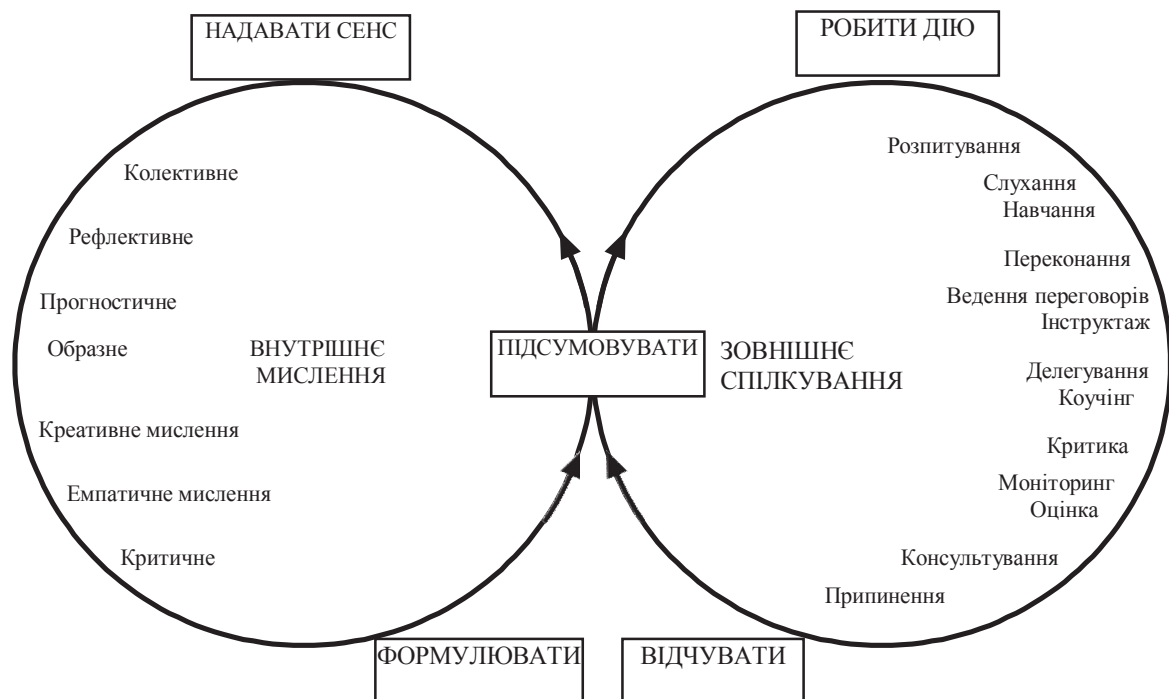 НАДАВАТИ СЕНС
РОБИТИ ДІЮ
Колективне
Рефлективне
Прогностичне
Образне
Креативне мислення
Емпатичне мислення
Критичне
ВНУТРІШНЄ
МИСЛЕННЯ
ПІДСУМОВУВАТИ
ЗОВНІШНЄ
СПІЛКУВАННЯ
Розпитування
Слухання
Навчання
Переконання
Ведення переговорів
Інструктаж
Делегування
Коучінг
Критика
Моніторинг
Оцінка
Консультування
Припинення
ФОРМУЛЮВАТИ
ВІДЧУВАТИ